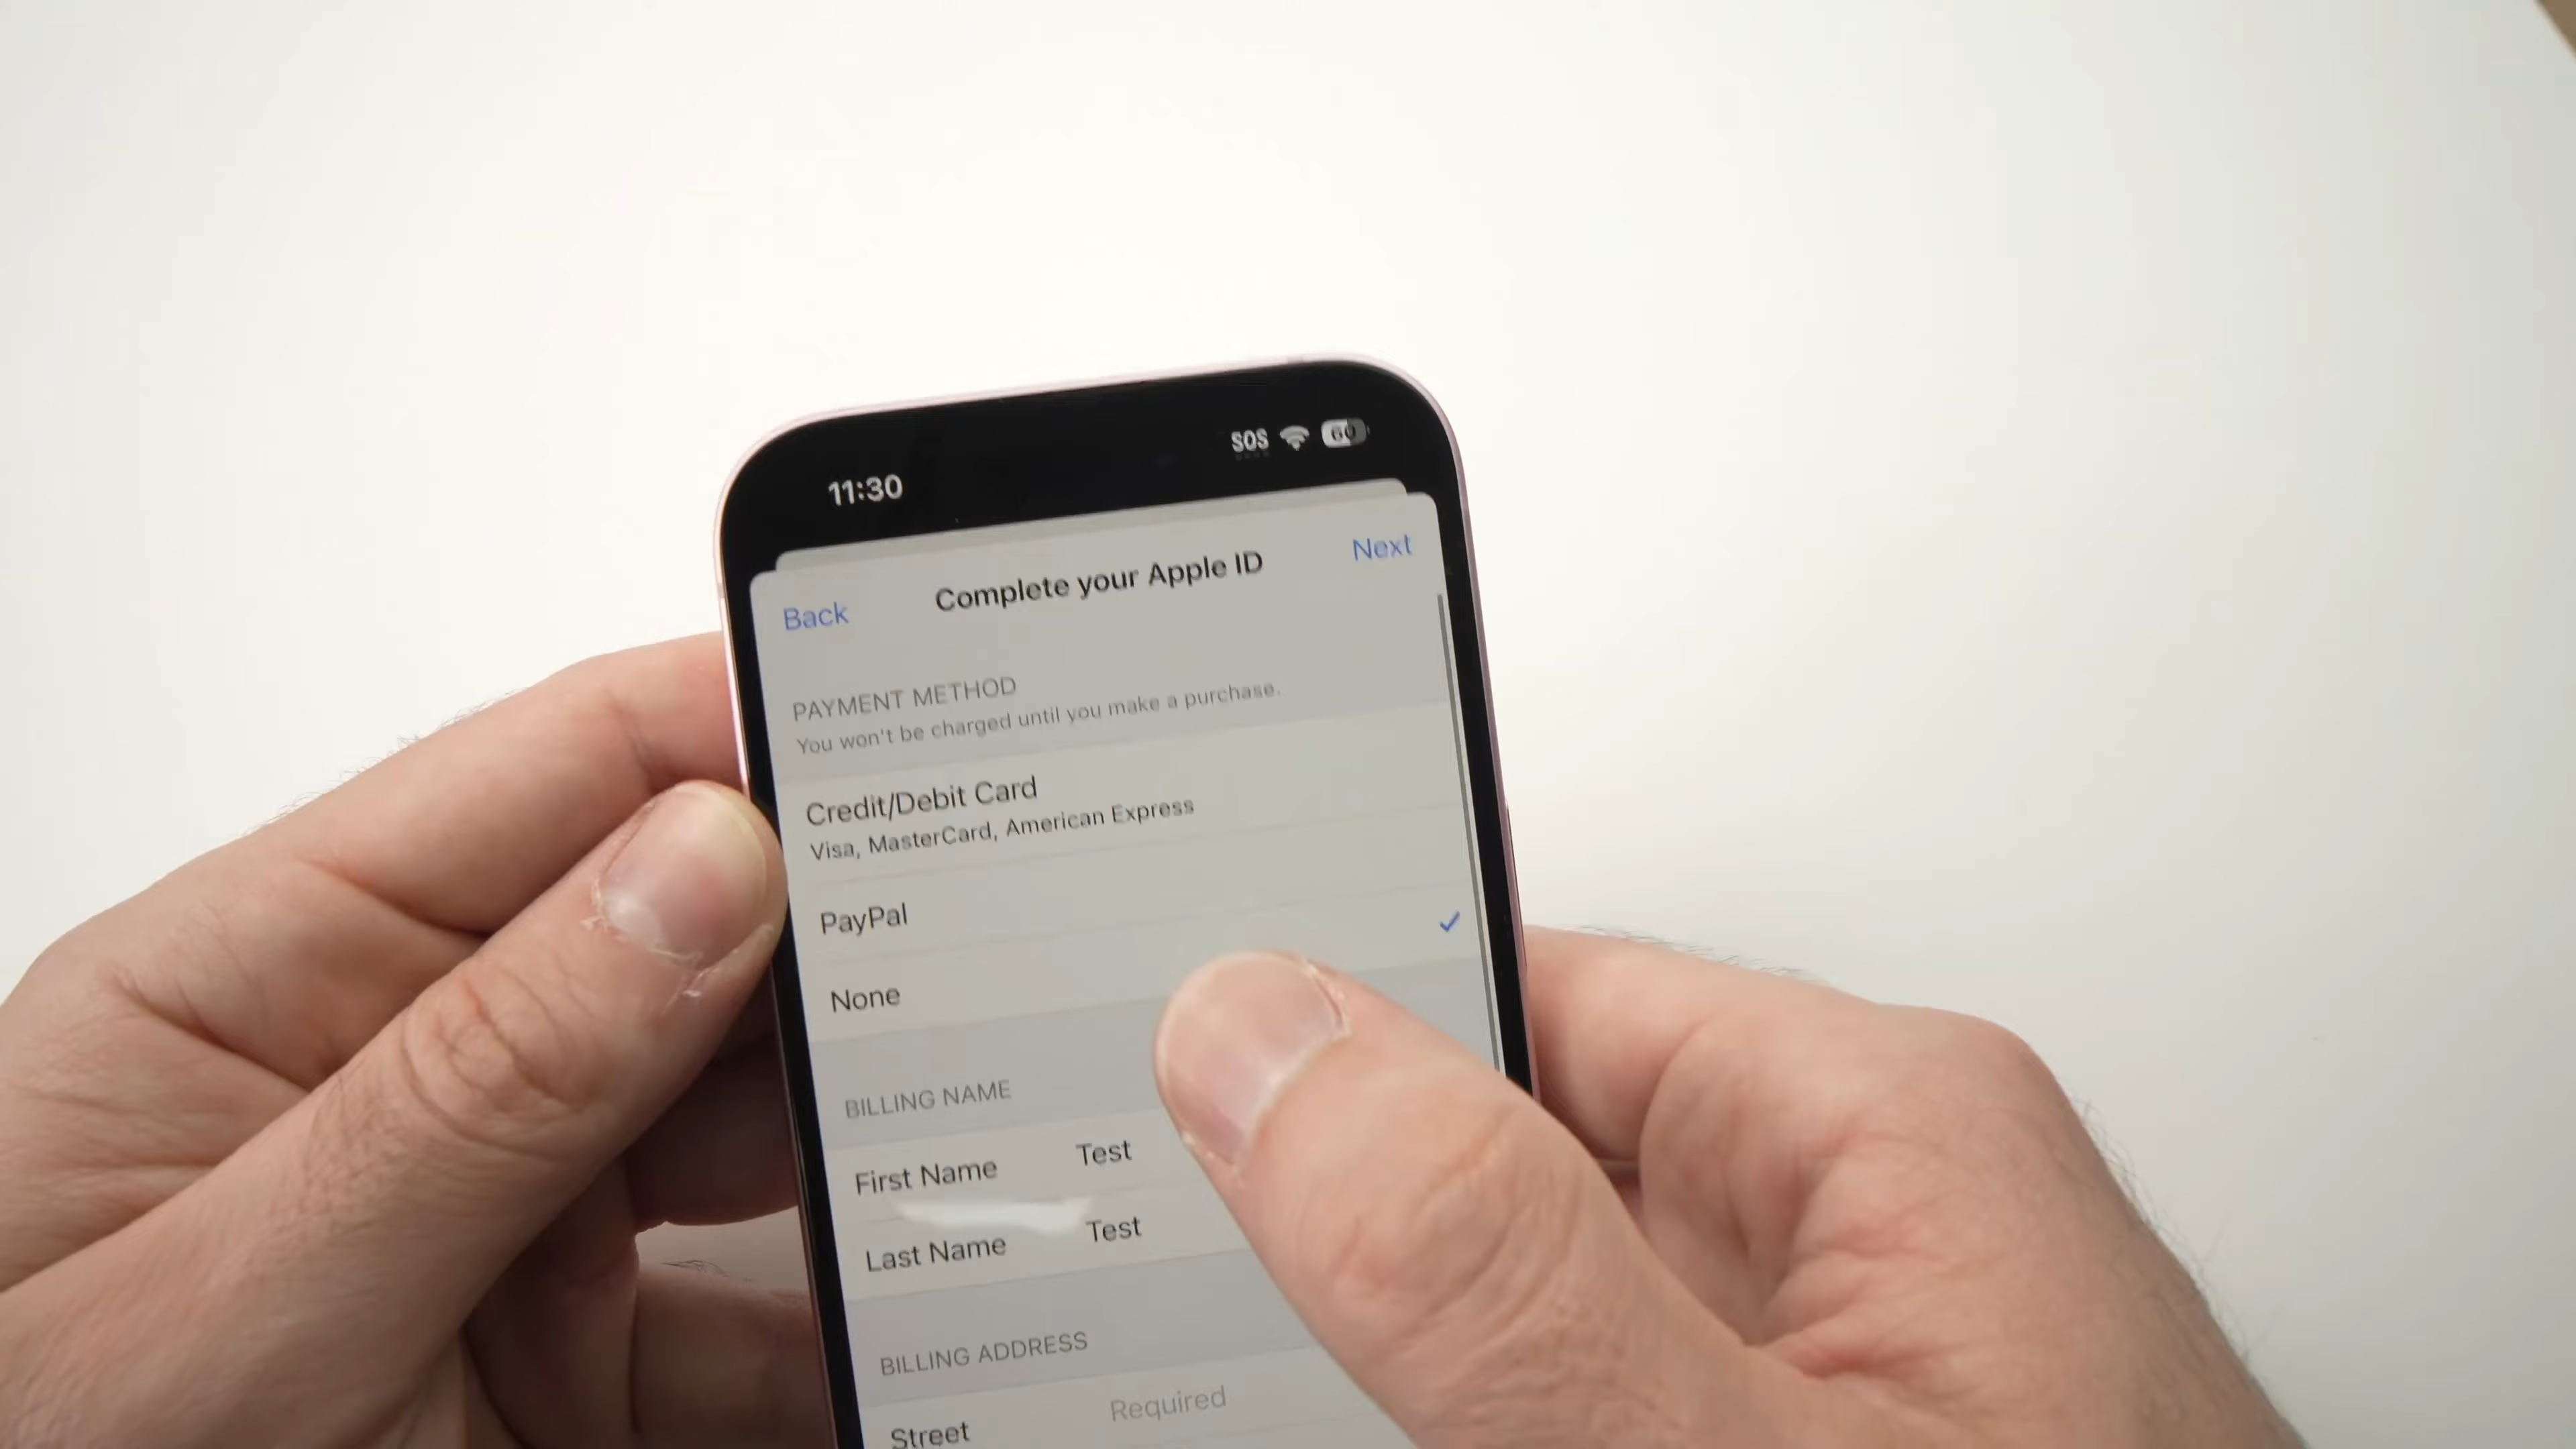 11:30
SOS
60
Back
Complete your Apple ID
Next
PAYMENT METHOD
You won't be charged until you make a purchase.
Credit/Debit Card
Visa, MasterCard, American Express
PayPal
None
BILLING NAME
First Name Test
Last Name Test
BILLING ADDRESS
Street Required